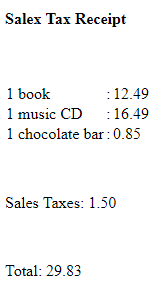 Salex Tax Receipt
1 book : 12.49
1 music CD : 16.49
1 chocolate bar : 0.85
Sales Taxes: 1.50
Total: 29.83